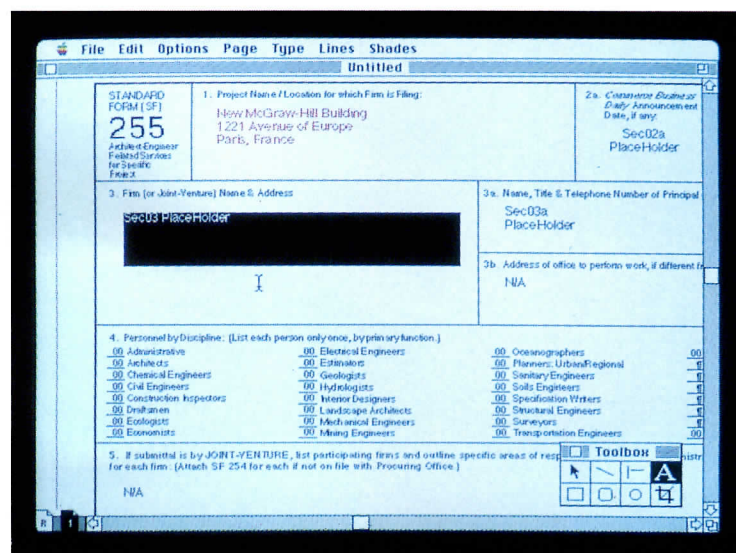 File Edit Options Page Type Lines Shades
Untitled
STANDARD
FORM (SF)
255
Architect-Engineer
Related Services
for Specific
Project
1. Project Name / Location for which Firm is Filing:
New McGraw-Hill Building
1221 Avenue of Europe
Paris, France
2a. Commerce Business
Daily Announcement
Date, if any:
Sec02a
PlaceHolder
3. Firm (or Joint-Venture) Name & Address
Sec03 PlaceHolder
3a. Name, Title & Telephone Number of Principal
Sec03a
PlaceHolder
3b. Address of office to perform work, if different
N/A
4. Personnel by Discipline: (List each person only once, by primary function.)
00 Administrative
00 Architects
00 Chemical Engineers
00 Civil Engineers
00 Construction Inspectors
00 Draftsmen
00 Ecologists
00 Economists
00 Electrical Engineers
00 Estimators
00 Geologists
00 Hydrologists
00 Interior Designers
00 Landscape Architects
00 Mechanical Engineers
00 Mining Engineers
00 Oceanographers
00 Planners: Urban/Regional
00 Sanitary Engineers
00 Soils Engineers
00 Specification Writers
00 Structural Engineers
00 Surveyors
00 Transportation Engineers
00
00
5. If submittal is by JOINT-VENTURE, list participating firms and outline specific areas of resp
for each firm: (Attach SF 254 for each if not on file with Procuring Office.)
N/A
Toolbox
A
R 1